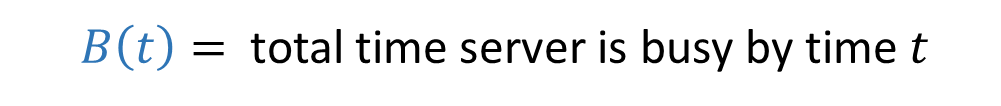 B(t) = total time server is busy by time t